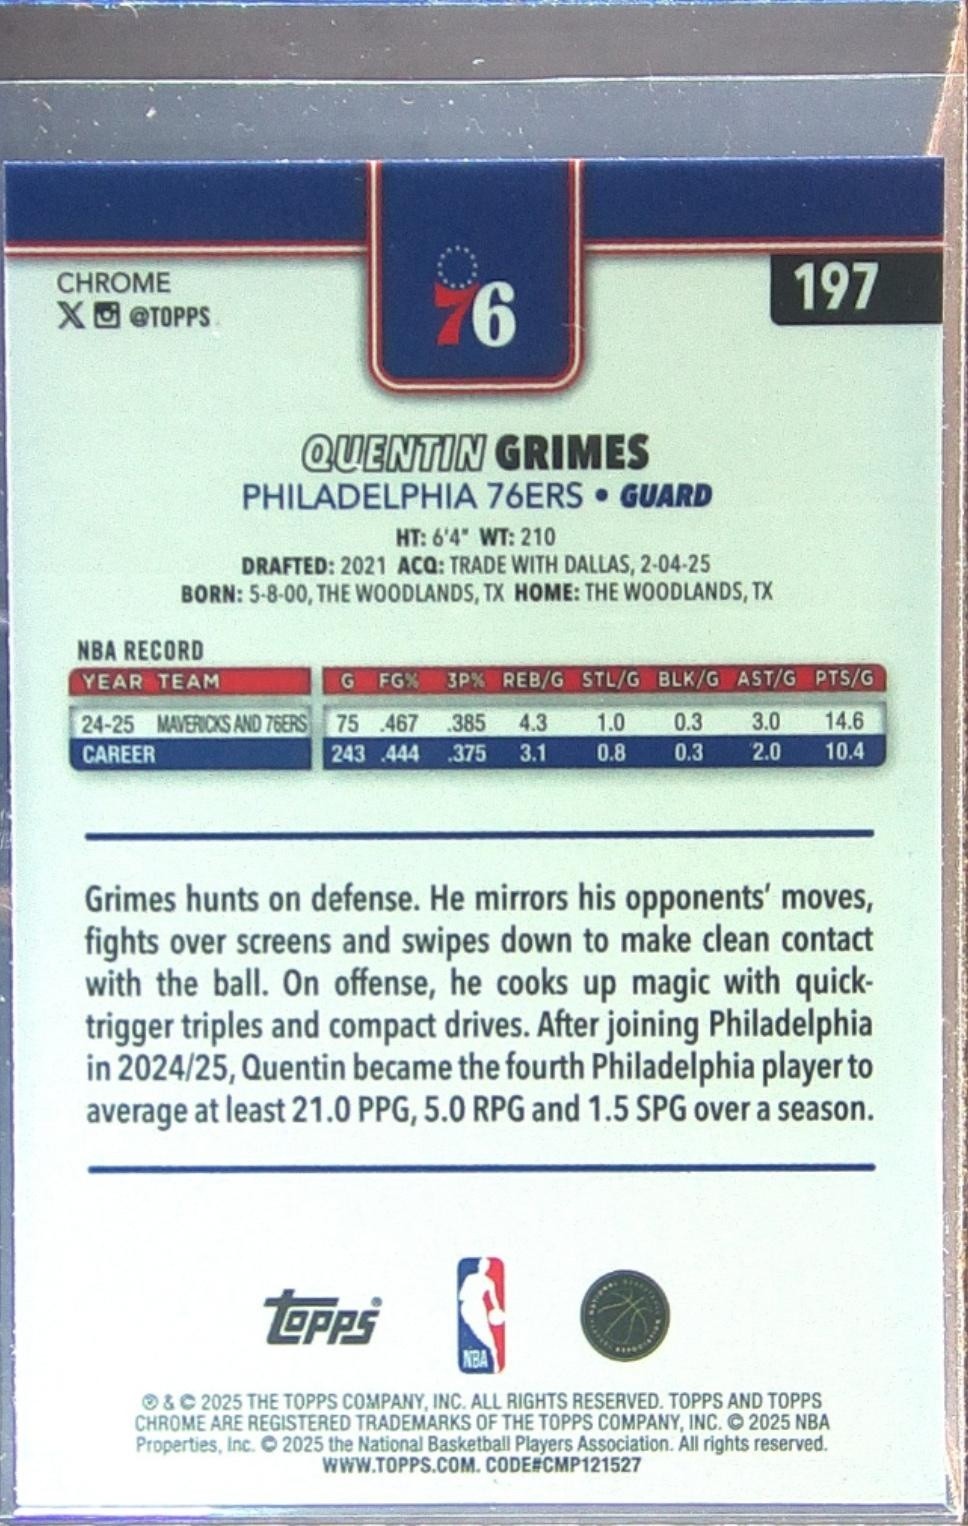 CHROME
197
@TOPPS
76
QUENTIN GRIMES
PHILADELPHIA 76ERS • GUARD
HT: 6'4" WT: 210
DRAFTED: 2021 ACQ: TRADE WITH DALLAS, 2-04-25
BORN: 5-8-00, THE WOODLANDS, TX HOME: THE WOODLANDS, TX
NBA RECORD
YEAR TEAM G FG% 3P% REB/G STL/G BLK/G AST/G PTS/G
24-25 MAVERICKS AND 76ERS 75 .467 .385 4.3 1.0 0.3 3.0 14.6
CAREER 243 .444 .375 3.1 0.8 0.3 2.0 10.4
Grimes hunts on defense. He mirrors his opponents' moves,
fights over screens and swipes down to make clean contact
with the ball. On offense, he cooks up magic with quick-
trigger triples and compact drives. After joining Philadelphia
in 2024/25, Quentin became the fourth Philadelphia player to
average at least 21.0 PPG, 5.0 RPG and 1.5 SPG over a season.
Topps®
NBA
® & © 2025 THE TOPPS COMPANY, INC. ALL RIGHTS RESERVED. TOPPS AND TOPPS
CHROME ARE REGISTERED TRADEMARKS OF THE TOPPS COMPANY, INC. © 2025 NBA
Properties, Inc. © 2025 the National Basketball Players Association. All rights reserved.
WWW.TOPPS.COM. CODE#CMP121527